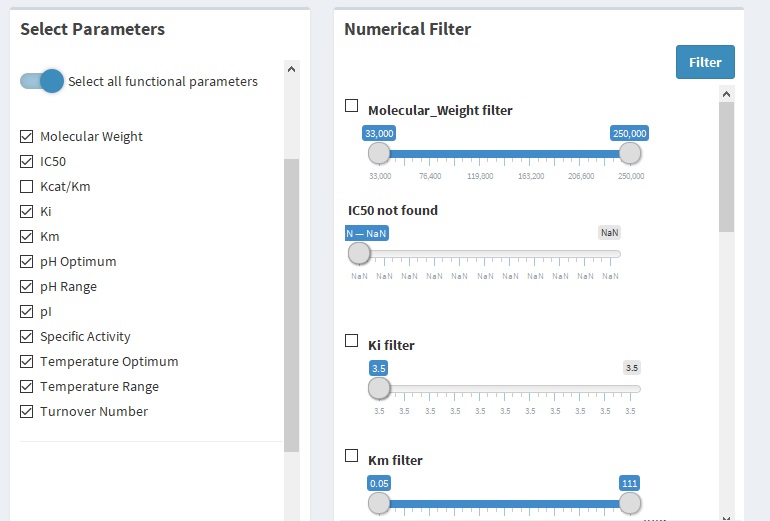 Select Parameters
Select all functional parameters
Molecular Weight
IC50
Kcat/Km
Ki
Km
pH Optimum
pH Range
pI
Specific Activity
Temperature Optimum
Temperature Range
Turnover Number
Numerical Filter
Filter
Molecular_Weight filter
33,000 250,000
33,000 76,400 119,800 163,200 206,600 250,000
IC50 not found
N — NaN NaN
NaN NaN NaN NaN NaN NaN NaN NaN NaN NaN NaN
Ki filter
3.5 3.5
3.5 3.5 3.5 3.5 3.5 3.5 3.5 3.5 3.5 3.5 3.5
Km filter
0.05 111